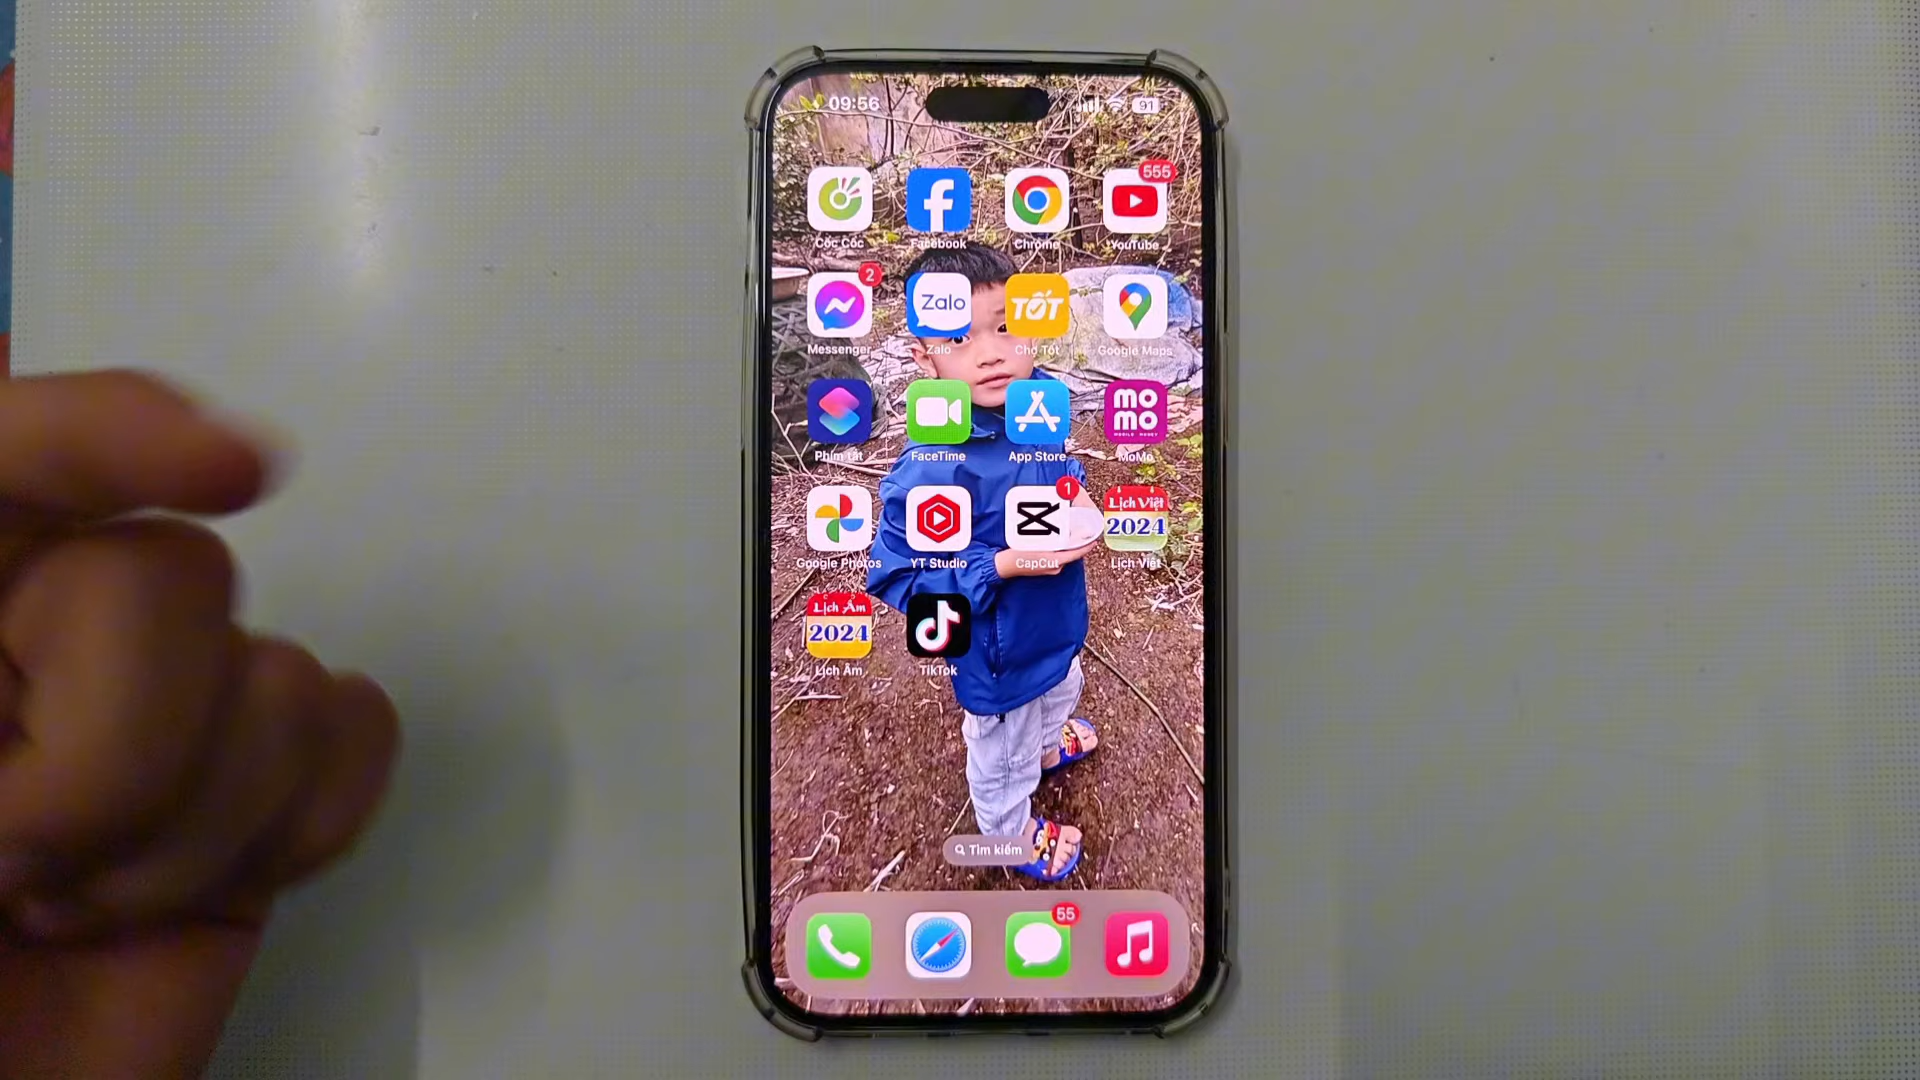 09:56
91
555
Cốc Cốc
Facebook
Chrome
YouTube
2
Zalo
TỐT
Messenger
Zalo
Chợ Tốt
Google Maps
mo
mo
MOBILE MONEY
Phím tắt
FaceTime
App Store
MoMo
1
Lịch Việt
2024
Google Photos
YT Studio
CapCut
Lịch Việt
Lịch Âm
2024
Lịch Âm
TikTok
Tìm kiếm
55